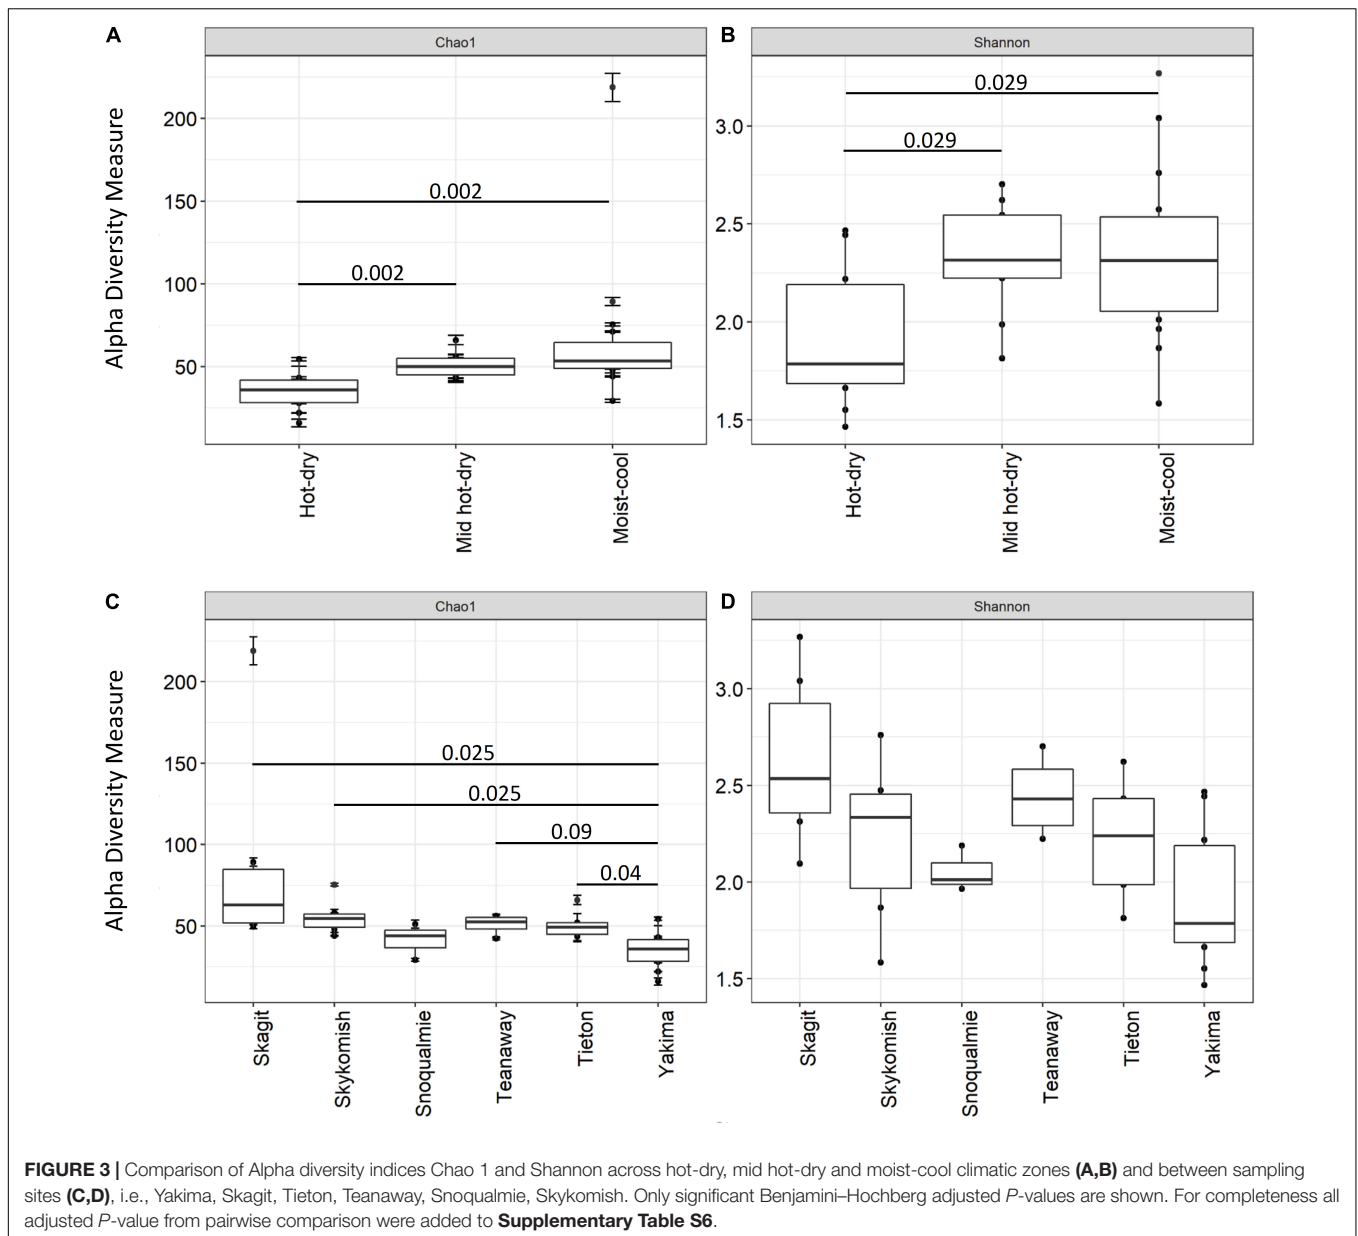 A
B
Chao1
Shannon
Alpha Diversity Measure
200
150
100
50
0.002
0.002
3.0
2.5
2.0
1.5
0.029
0.029
Hot-dry
Mid hot-dry
Moist-cool
Hot-dry
Mid hot-dry
Moist-cool
C
D
Chao1
Shannon
Alpha Diversity Measure
200
150
100
50
0.025
0.025
0.09
0.04
3.0
2.5
2.0
1.5
Skagit
Skykomish
Snoqualmie
Teanaway
Tieton
Yakima
Skagit
Skykomish
Snoqualmie
Teanaway
Tieton
Yakima
FIGURE 3 | Comparison of Alpha diversity indices Chao 1 and Shannon across hot-dry, mid hot-dry and moist-cool climatic zones (A,B) and between sampling
sites (C,D), i.e., Yakima, Skagit, Tieton, Teanaway, Snoqualmie, Skykomish. Only significant Benjamini–Hochberg adjusted P-values are shown. For completeness all
adjusted P-value from pairwise comparison were added to Supplementary Table S6.